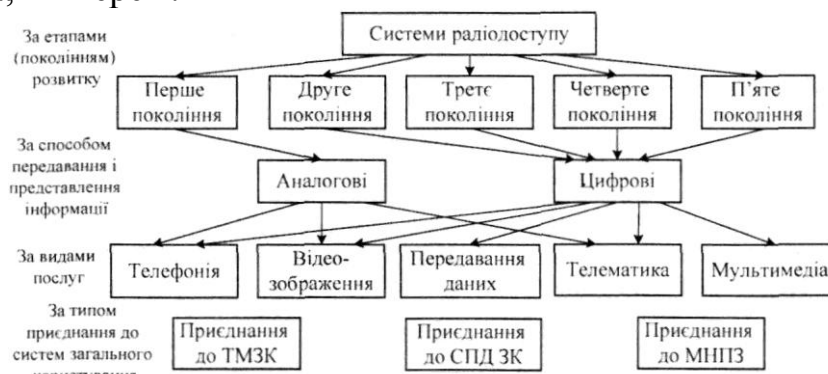 За етапами
(поколінням)
розвитку
Системи раліолоступу
Перше
покоління
Друге
покоління
Третє
покоління
Четверте
покоління
П'яте
покоління
За способом
передавання і
представлення
інформації
Аналогові
Цифрові
За видами
послуг
Телефонія
Відео-
зображення
Передавання
даних
Телематика
Мультимедіа
За типом
приєднання до
систем загального
Приєднання
до ТМЗК
Приєднання
до СПД ЗК
Приєднання
до МНПЗ